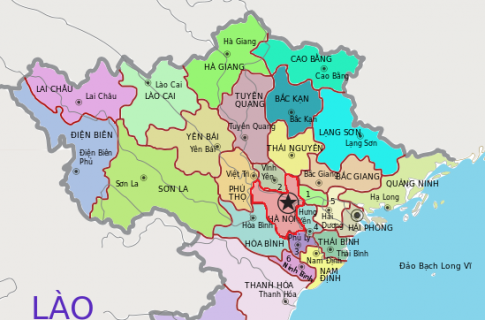 Hà Giang
HÀ GIANG
CAO BẰNG
Cao Bằng
LAI CHÂU
Lai Châu
Lào Cai
LÀO CAI
TUYÊN
QUANG
BẮC KẠN
Bắc Kạn
Tuyên Quang
LẠNG SƠN
Lạng Sơn
ĐIỆN BIÊN
Điện Biên
Phủ
YÊN BÁI
Yên Bái
THÁI NGUYÊN
Sơn La
SƠN LA
Việt Trì
PHÚ
THỌ
Vĩnh
Yên
2
Bắc Giang
BẮC GIANG
QUẢNG NINH
Hạ Long
1
5
HÀ NỘI
Hưng
Yên
Hải
Dương
HẢI PHÒNG
4
Hòa Bình
HÒA BÌNH
Phủ Lý
3
THÁI BÌNH
Thái Bình
6
Ninh Bình
Nam Định
NAM
ĐỊNH
Đảo Bạch Long Vĩ
THANH HÓA
Thanh Hóa
LÀO